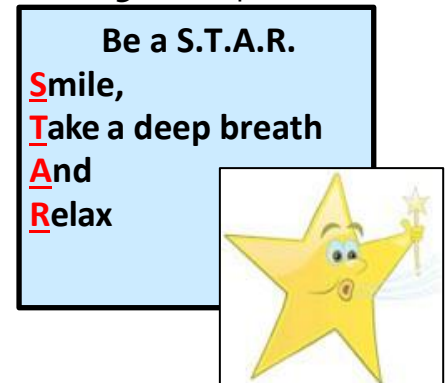 Be a S.T.A.R.
Smile,
Take a deep breath
And
Relax